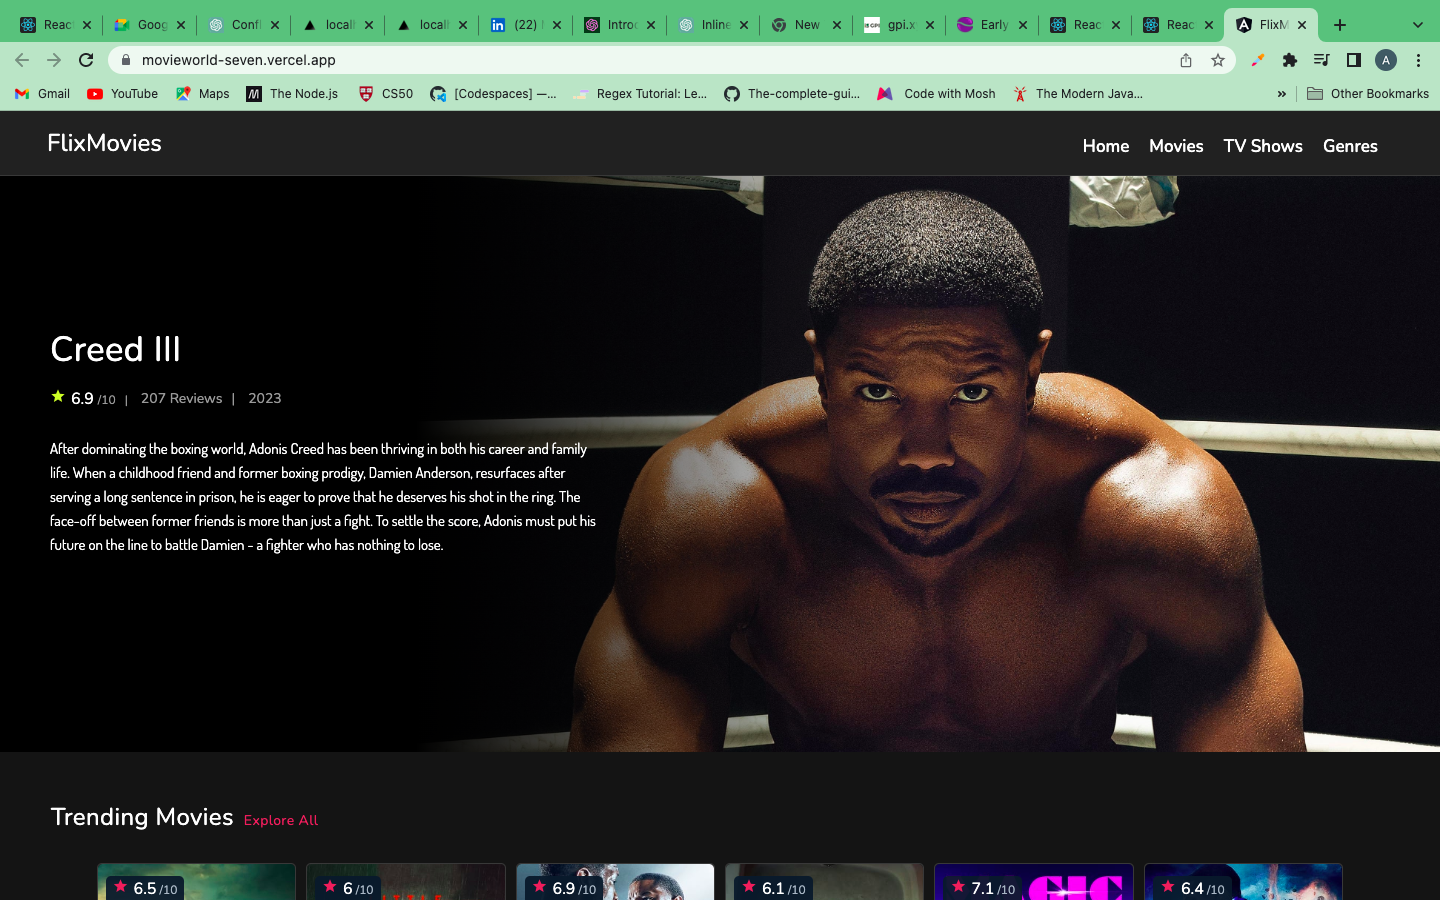 Reac
Goog
Confl
local
local
(22)
Introd
Inline
New
gpi.x
Early
Reac
Reac
FlixM
movieworld-seven.vercel.app
A
Gmail
YouTube
Maps
The Node.js
CS50
[Codespaces] —...
Regex Tutorial: Le...
The-complete-gui...
Code with Mosh
The Modern Java...
»
Other Bookmarks
FlixMovies
Home
Movies
TV Shows
Genres
Creed III
6.9 /10 | 207 Reviews | 2023
After dominating the boxing world, Adonis Creed has been thriving in both his career and family
life. When a childhood friend and former boxing prodigy, Damien Anderson, resurfaces after
serving a long sentence in prison, he is eager to prove that he deserves his shot in the ring. The
face-off between former friends is more than just a fight. To settle the score, Adonis must put his
future on the line to battle Damien - a fighter who has nothing to lose.
Trending Movies Explore All
6.5 /10
6 /10
6.9 /10
6.1 /10
7.1 /10
6.4 /10